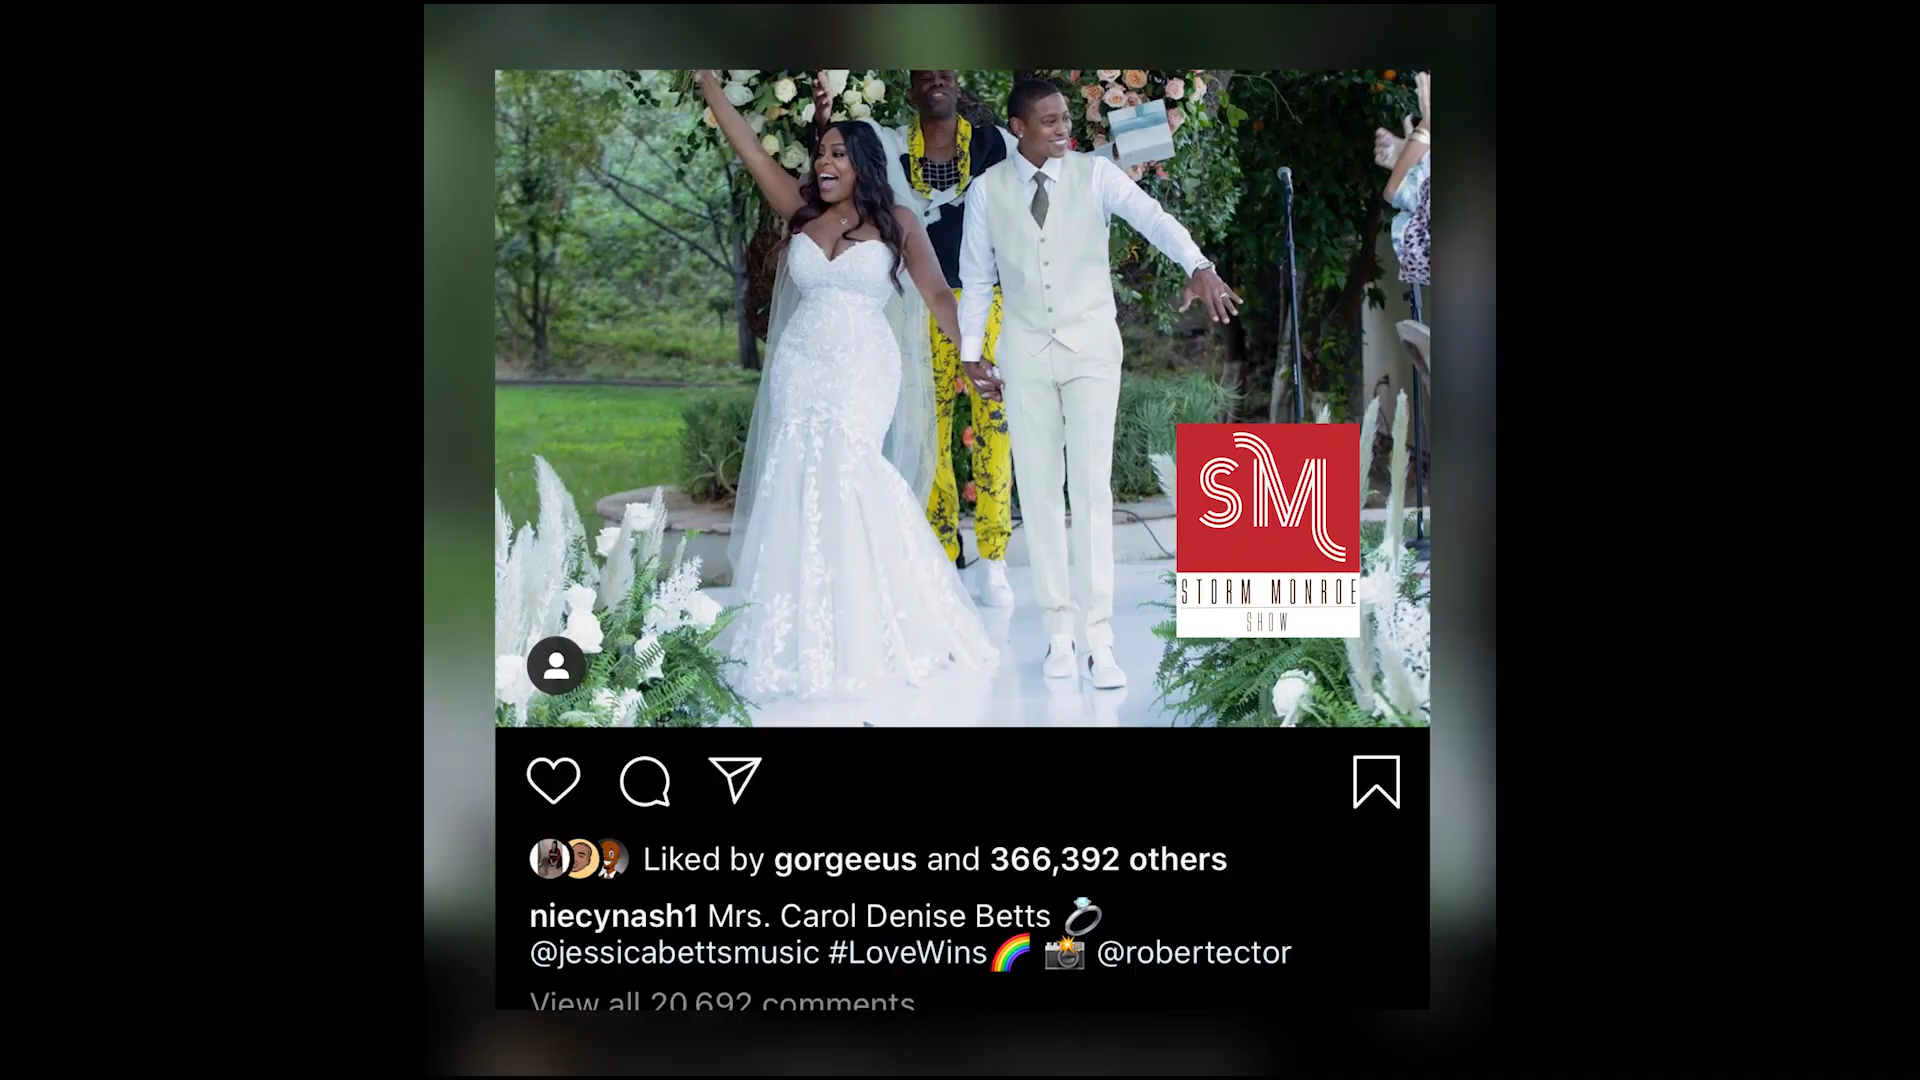 SM
STORM MONROE
SHOW
Liked by gorgeeus and 366,392 others
niecynash1 Mrs. Carol Denise Betts 💍
@jessicabettsmusic #LoveWins🌈 📸 @robertector
View all 20,692 comments